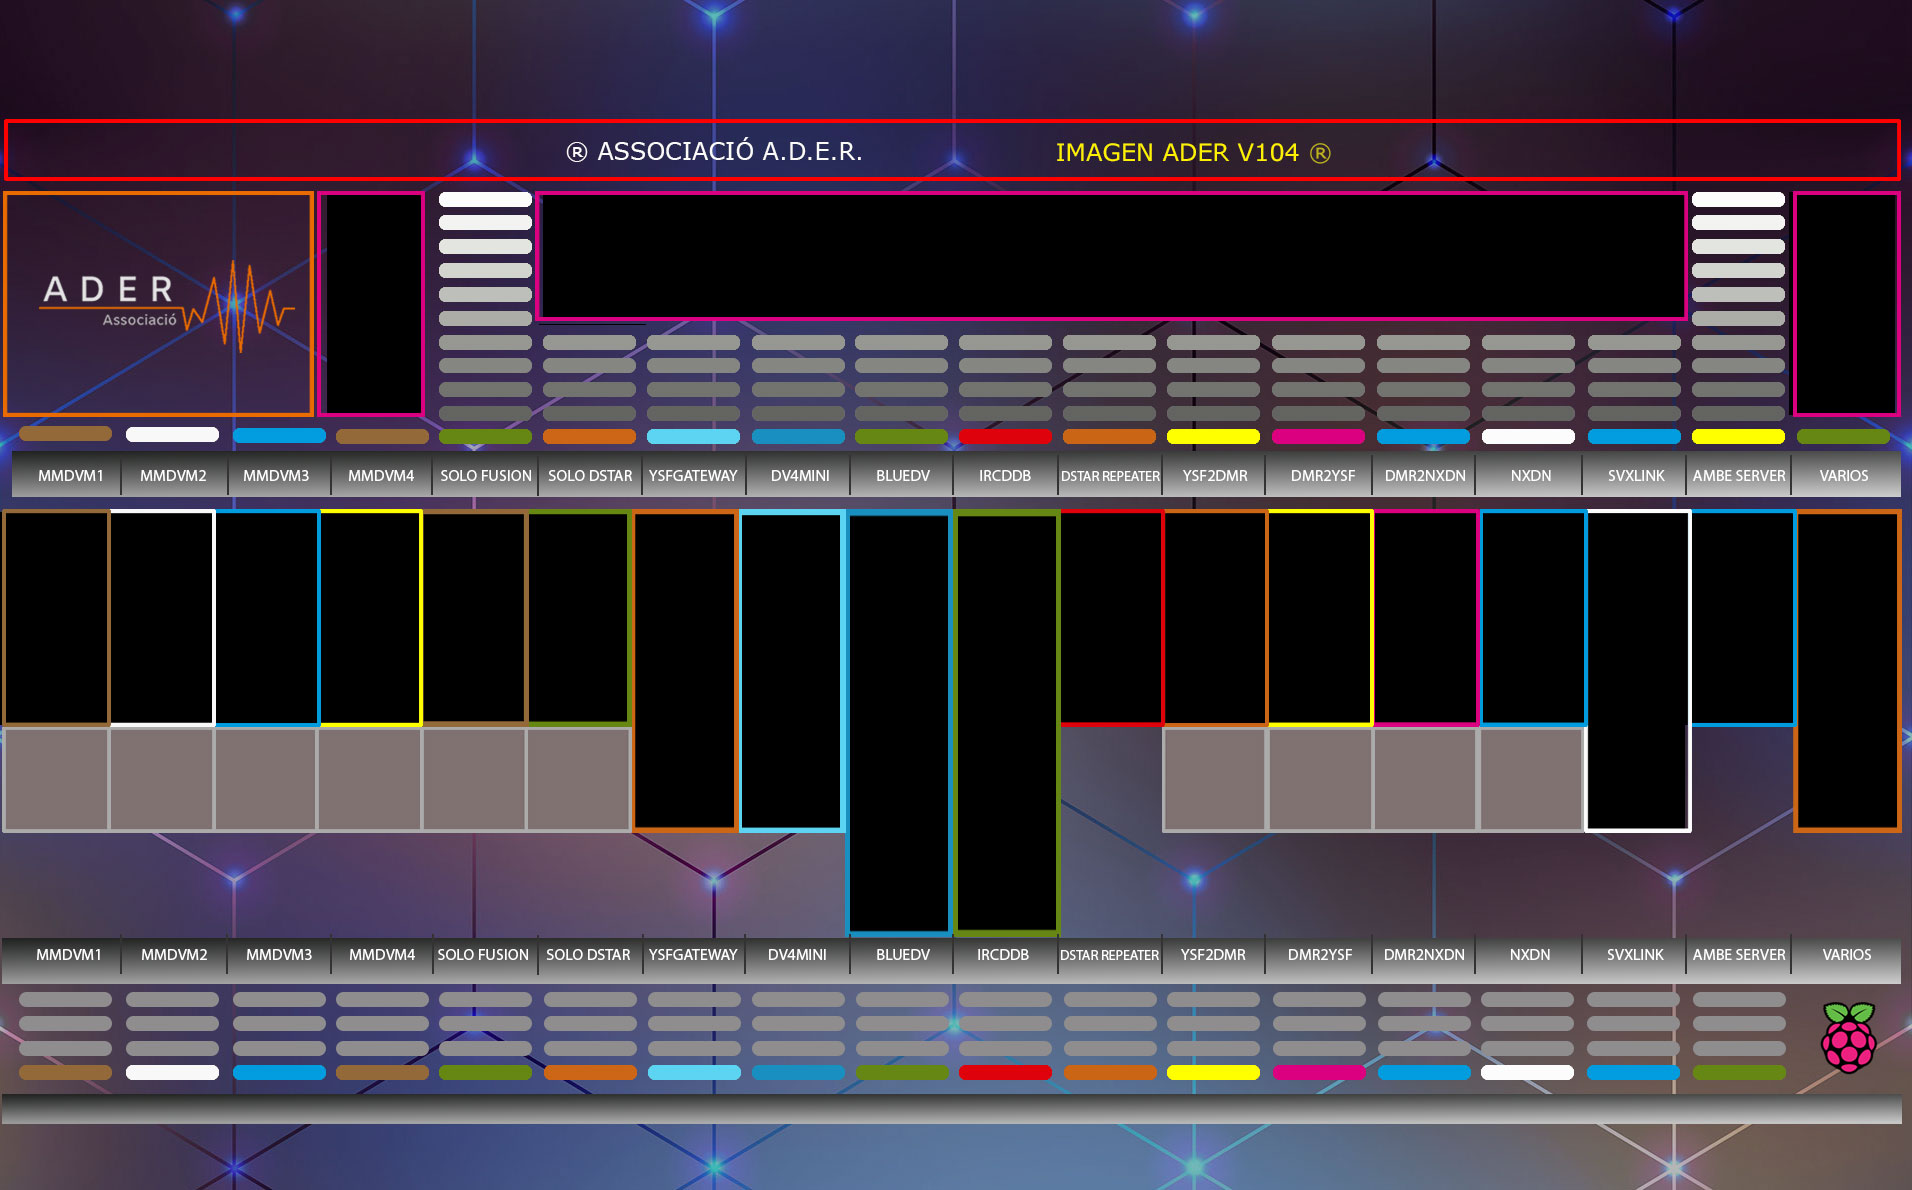 ® ASSOCIACIÓ A.D.E.R. IMAGEN ADER V104 ®
ADER
Associació
MMDVM1 MMDVM2 MMDVM3 MMDVM4 SOLO FUSION SOLO DSTAR YSFGATEWAY DV4MINI BLUEDV IRCDDB DSTAR REPEATER YSF2DMR DMR2YSF DMR2NXDN NXDN SVXLINK AMBE SERVER VARIOS
MMDVM1 MMDVM2 MMDVM3 MMDVM4 SOLO FUSION SOLO DSTAR YSFGATEWAY DV4MINI BLUEDV IRCDDB DSTAR REPEATER YSF2DMR DMR2YSF DMR2NXDN NXDN SVXLINK AMBE SERVER VARIOS